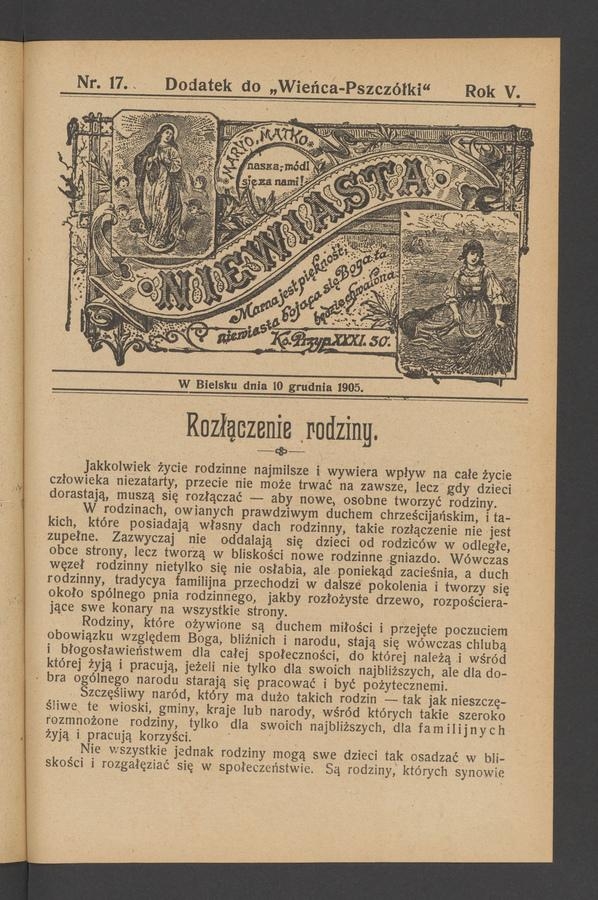 Nr. 17. Dodatek do „Wieńca-Pszczółki“ Rok V.
MARYO, MATKO
nasza, módl
się za nami!
NIEWIASTA
Marna jest piękność;
niewiasta bojąca się Boga, ta
będzie chwalona.
Ks. Przyp. XXXI. 30.
W Bielsku dnia 10 grudnia 1905.
Rozłączenie rodziny.
Jakkolwiek życie rodzinne najmilsze i wywiera wpływ na całe życie
człowieka niezatarty, przecie nie może trwać na zawsze, lecz gdy dzieci
dorastają, muszą się rozłączać — aby nowe, osobne tworzyć rodziny.
W rodzinach, owianych prawdziwym duchem chrześcijańskim, i ta-
kich, które posiadają własny dach rodzinny, takie rozłączenie nie jest
zupełne. Zazwyczaj nie oddalają się dzieci od rodziców w odległe,
obce strony, lecz tworzą w bliskości nowe rodzinne gniazdo. Wówczas
węzeł rodzinny nietylko się nie osłabia, ale poniekąd zacieśnia, a duch
rodzinny, tradycya familijna przechodzi w dalsze pokolenia i tworzy się
około spólnego pnia rodzinnego, jakby rozłożyste drzewo, rozpościera-
jące swe konary na wszystkie strony.
Rodziny, które ożywione są duchem miłości i przejęte poczuciem
obowiązku względem Boga, bliźnich i narodu, stają się wówczas chlubą
i błogosławieństwem dla całej społeczności, do której należą i wśród
której żyją i pracują, jeżeli nie tylko dla swoich najbliższych, ale dla do-
bra ogólnego narodu starają się pracować i być pożytecznemi.
Szczęśliwy naród, który ma dużo takich rodzin — tak jak nieszczę-
śliwe te wioski, gminy, kraje lub narody, wśród których takie szeroko
rozmnożone rodziny, tylko dla swoich najbliższych, dla familijnych
żyją i pracują korzyści.
Nie wszystkie jednak rodziny mogą swe dzieci tak osadzać w bli-
skości i rozgałęziać się w społeczeństwie. Są rodziny, których synowie